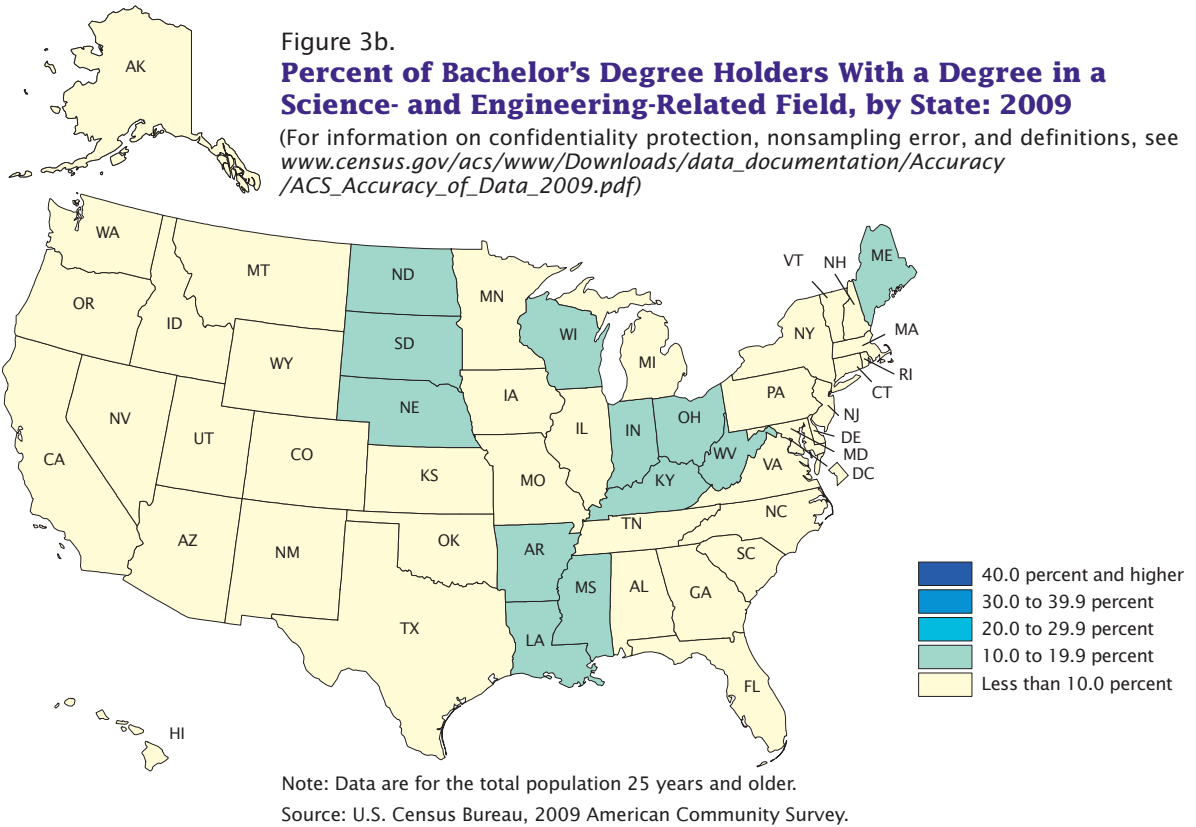 Figure 3b.
Percent of Bachelor's Degree Holders With a Degree in a
Science- and Engineering-Related Field, by State: 2009
(For information on confidentiality protection, nonsampling error, and definitions, see
www.census.gov/acs/www/Downloads/data_documentation/Accuracy
/ACS_Accuracy_of_Data_2009.pdf)
AK
WA
MT
ND
MN
VT
NH
ME
OR
ID
WY
SD
WI
MI
NY
MA
RI
CT
NV
UT
CO
NE
IA
IL
IN
OH
PA
NJ
DE
MD
DC
CA
KS
MO
KY
WV
VA
AZ
NM
OK
AR
TN
NC
SC
TX
LA
MS
AL
GA
FL
HI
40.0 percent and higher
30.0 to 39.9 percent
20.0 to 29.9 percent
10.0 to 19.9 percent
Less than 10.0 percent
Note: Data are for the total population 25 years and older.
Source: U.S. Census Bureau, 2009 American Community Survey.